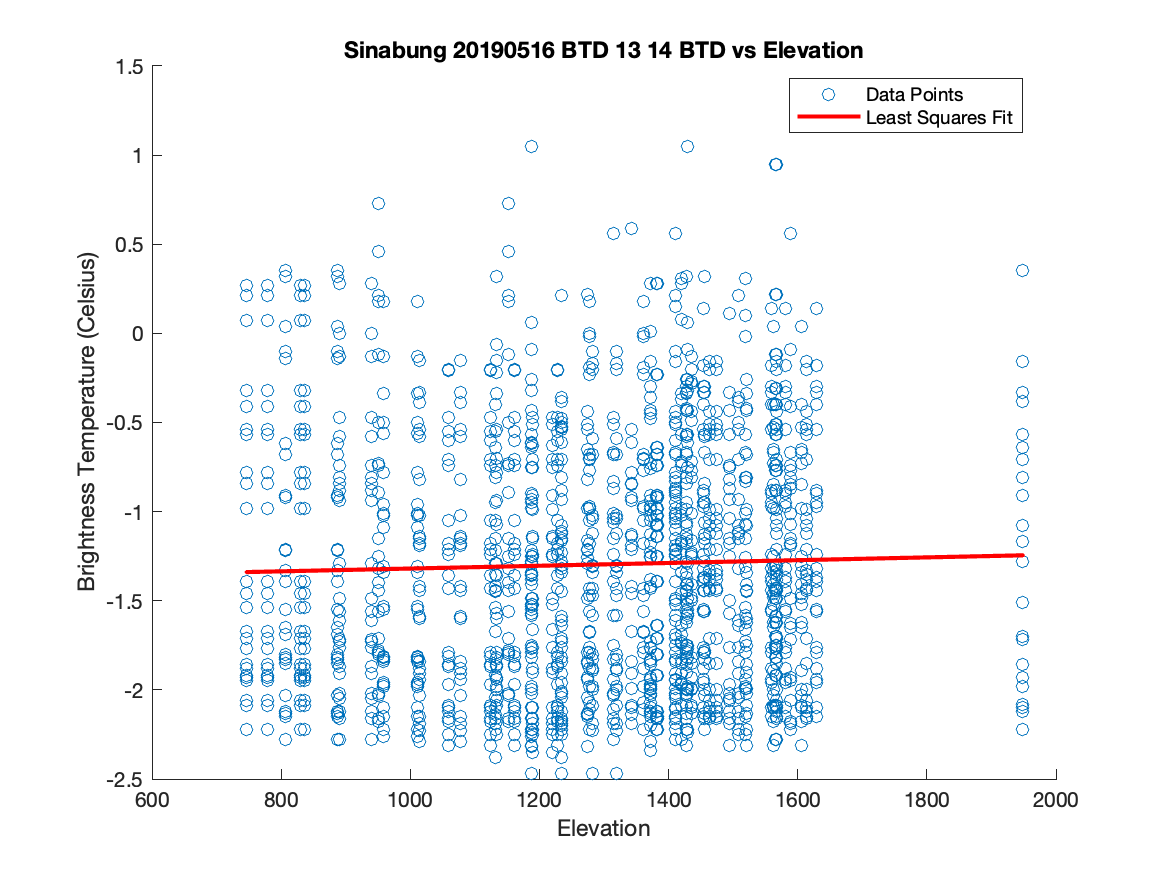 Sinabung 20190516 BTD 13 14 BTD vs Elevation
Data Points
Least Squares Fit
Brightness Temperature (Celsius)
1.5
1
0.5
0
-0.5
-1
-1.5
-2
-2.5
600 800 1000 1200 1400 1600 1800 2000
Elevation